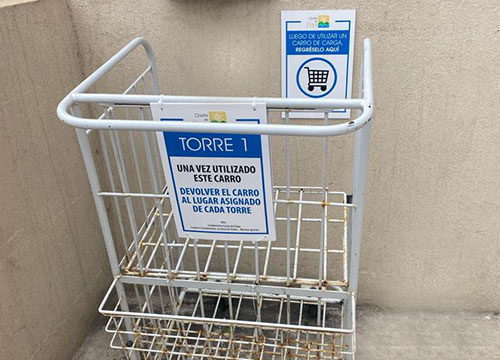 LUEGO DE UTILIZAR UN
CARRO DE CARGA,
REGRÉSELO AQUÍ
TORRE 1
UNA VEZ UTILIZADO
ESTE CARRO
DEVOLVER EL CARRO
AL LUGAR ASIGNADO
DE CADA TORRE